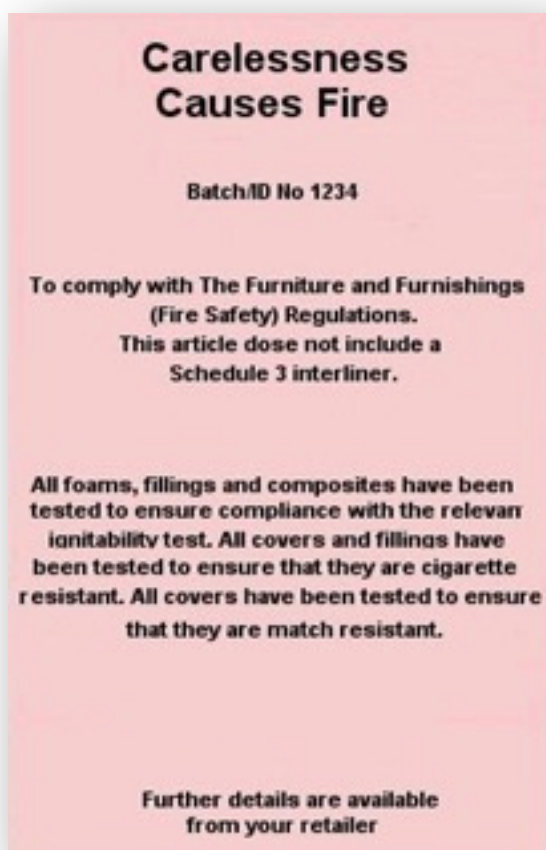 Carelessness
Causes Fire
Batch/ID No 1234
To comply with The Furniture and Furnishings
(Fire Safety) Regulations.
This article dose not include a
Schedule 3 interliner.
All foams, fillings and composites have been
tested to ensure compliance with the relevan
ignitability test. All covers and fillings have
been tested to ensure that they are cigarette
resistant. All covers have been tested to ensure
that they are match resistant.
Further details are available
from your retailer